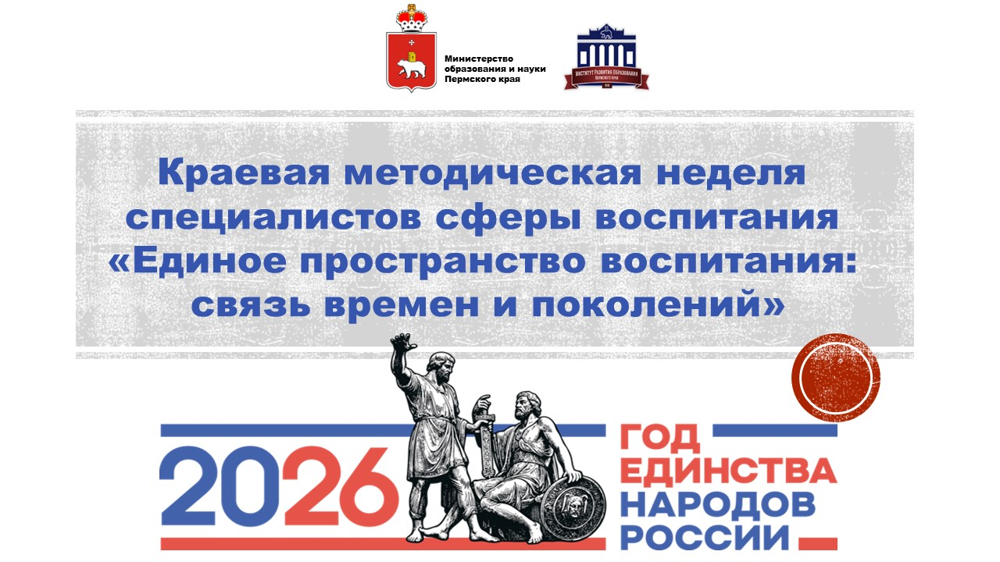 Министерство
образования и науки
Пермского края
Институт Развития Образования
Пермского края
Краевая методическая неделя
специалистов сферы воспитания
«Единое пространство воспитания:
связь времен и поколений»
2026
ГОД
ЕДИНСТВА
НАРОДОВ
РОССИИ